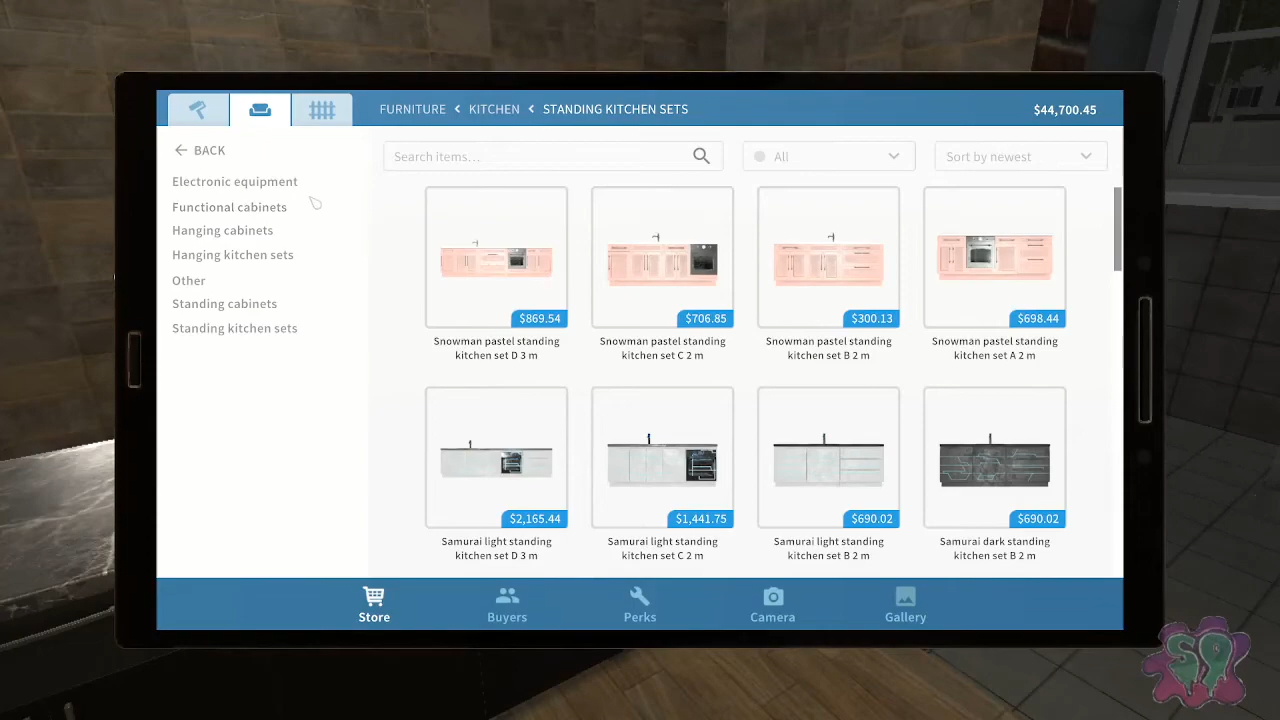 FURNITURE < KITCHEN < STANDING KITCHEN SETS
$44,700.45
BACK
Electronic equipment
Functional cabinets
Hanging cabinets
Hanging kitchen sets
Other
Standing cabinets
Standing kitchen sets
Search items...
All
Sort by newest
$869.54
Snowman pastel standing
kitchen set D 3 m
$706.85
Snowman pastel standing
kitchen set C 2 m
$300.13
Snowman pastel standing
kitchen set B 2 m
$698.44
Snowman pastel standing
kitchen set A 2 m
$2,165.44
Samurai light standing
kitchen set D 3 m
$1,441.75
Samurai light standing
kitchen set C 2 m
$690.02
Samurai light standing
kitchen set B 2 m
$690.02
Samurai dark standing
kitchen set B 2 m
Store
Buyers
Perks
Camera
Gallery